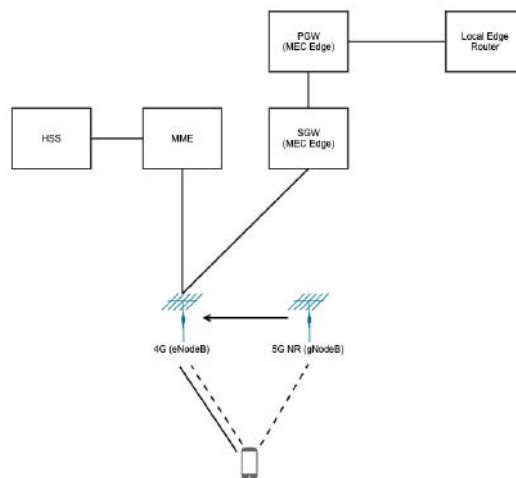 PGW
(MEC Edge)
Local Edge
Router
HSS
MME
SGW
(MEC Edge)
4G (eNodeB)
5G NR (gNodeB)